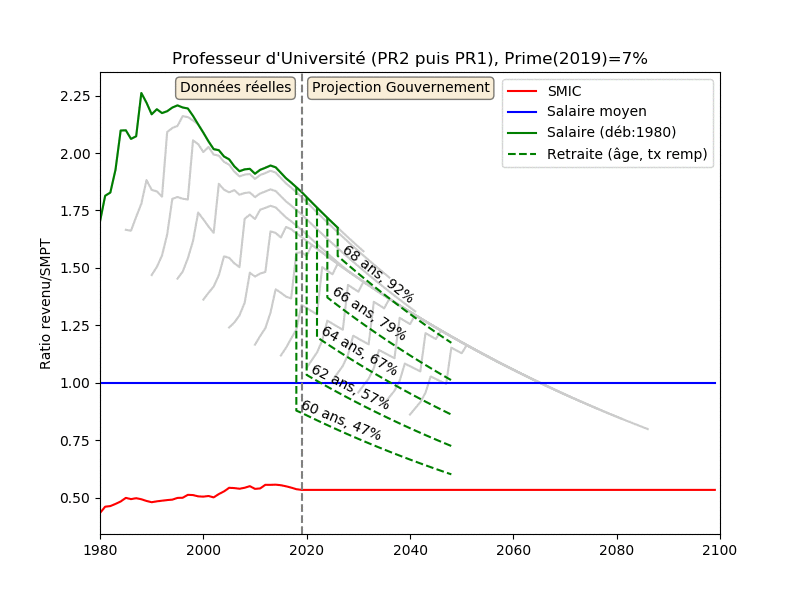 Professeur d'Université (PR2 puis PR1), Prime(2019)=7%
Données réelles
Projection Gouvernement
SMIC
Salaire moyen
Salaire (déb:1980)
Retraite (âge, tx remp)
Ratio revenu/SMPT
2.25
2.00
1.75
1.50
1.25
1.00
0.75
0.50
68 ans, 92%
66 ans, 79%
64 ans, 67%
62 ans, 57%
60 ans, 47%
1980
2000
2020
2040
2060
2080
2100